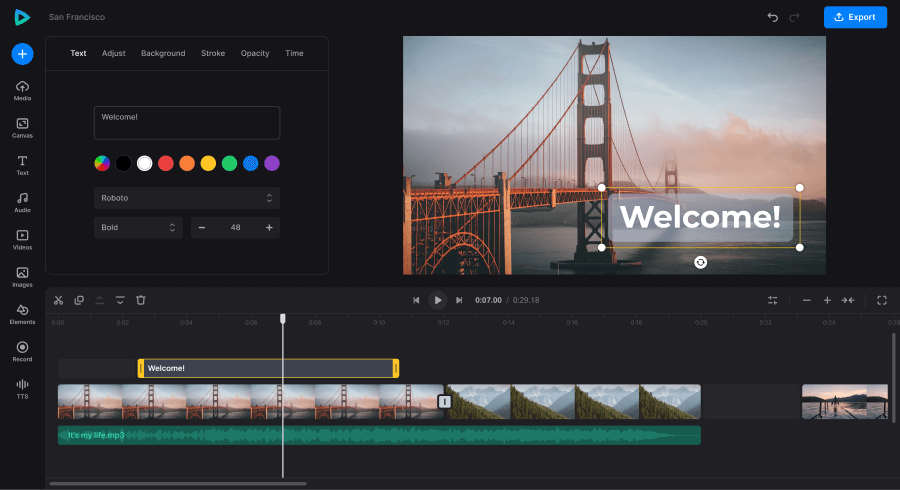 San Francisco
Export
Media
Canvas
Text
Audio
Videos
Images
Elements
Record
TTS
Text Adjust Background Stroke Opacity Time
Welcome!
Roboto
Bold
48
Welcome!
0:07.00 / 0:29.18
0:00 0:02 0:04 0:06 0:08 0:10 0:12 0:14 0:16 0:18 0:20 0:22 0:24
Welcome!
It's my life.mp3